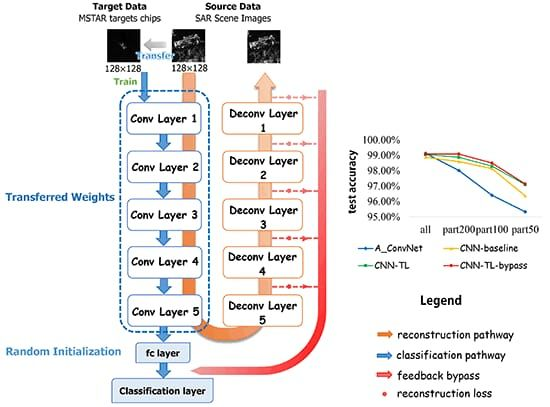 Target Data
MSTAR targets chips
Source Data
SAR Scene Images
Transfer
128×128
128×128
Train
Conv Layer 1
Conv Layer 2
Conv Layer 3
Conv Layer 4
Conv Layer 5
Deconv Layer
1
Deconv Layer
2
Deconv Layer
3
Deconv Layer
4
Deconv Layer
5
Transferred Weights
Random Initialization
fc layer
Classification layer
test accuracy
100.00%
99.00%
98.00%
97.00%
96.00%
95.00%
all part200 part100 part50
A_ConvNet
CNN-baseline
CNN-TL
CNN-TL-bypass
Legend
reconstruction pathway
classification pathway
feedback bypass
reconstruction loss